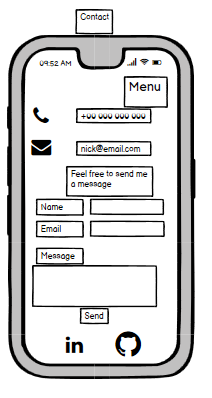 Contact
09:52 AM
Menu
+00 000 000 000
nick@email.com
Feel free to send me
a message
Name
Email
Message
Send
in